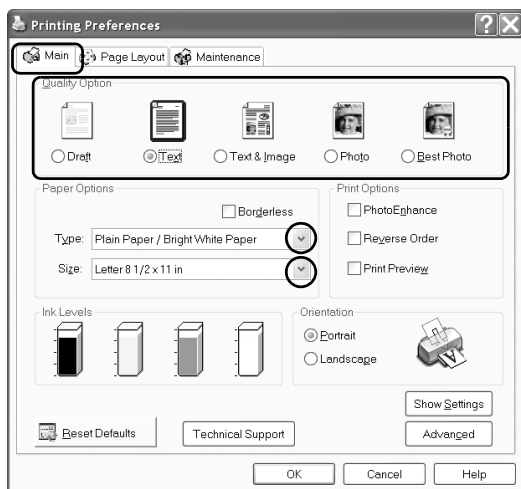 Printing Preferences
Main Page Layout Maintenance
Quality Option
Draft Text Text & Image Photo Best Photo
Paper Options Print Options
Borderless PhotoEnhance
Type: Plain Paper / Bright White Paper Reverse Order
Size: Letter 8 1/2 x 11 in Print Preview
Ink Levels Orientation
Portrait
Landscape
Show Settings
Reset Defaults Technical Support Advanced
OK Cancel Help